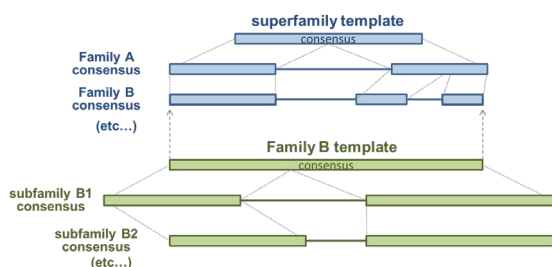 superfamily template
consensus
Family A
consensus
Family B
consensus
(etc...)
Family B template
consensus
subfamily B1
consensus
subfamily B2
consensus
(etc...)